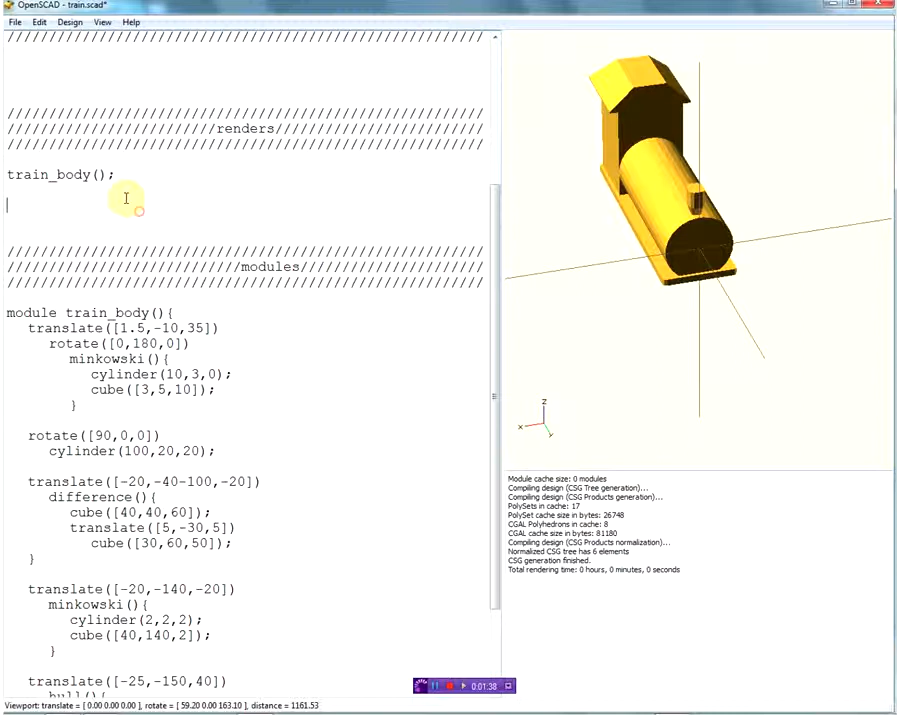 OpenSCAD - train.scad*
File Edit Design View Help
////////////////////////////////////////////////////////
////////////////////////////////////////////////////////
/////////////////////////renders////////////////////////
////////////////////////////////////////////////////////
train_body();
////////////////////////////////////////////////////////
////////////////////////////modules/////////////////////
////////////////////////////////////////////////////////
module train_body(){
translate([1.5,-10,35])
rotate([0,180,0])
minkowski(){
cylinder(10,3,0);
cube([3,5,10]);
}
rotate([90,0,0])
cylinder(100,20,20);
translate([-20,-40-100,-20])
difference(){
cube([40,40,60]);
translate([5,-30,5])
cube([30,60,50]);
}
translate([-20,-140,-20])
minkowski(){
cylinder(2,2,2);
cube([40,140,2]);
}
translate([-25,-150,40])
hull(){
z
x
y
Module cache size: 0 modules
Compiling design (CSG Tree generation)...
Compiling design (CSG Products generation)...
PolySets in cache: 17
PolySet cache size in bytes: 26748
CGAL Polyhedrons in cache: 8
CGAL cache size in bytes: 81180
Compiling design (CSG Products normalization)...
Normalized CSG tree has 6 elements
CSG generation finished.
Total rendering time: 0 hours, 0 minutes, 0 seconds
0:01:38
Viewport: translate = [ 0.00 0.00 0.00 ], rotate = [ 59.20 0.00 163.10 ], distance = 1161.53